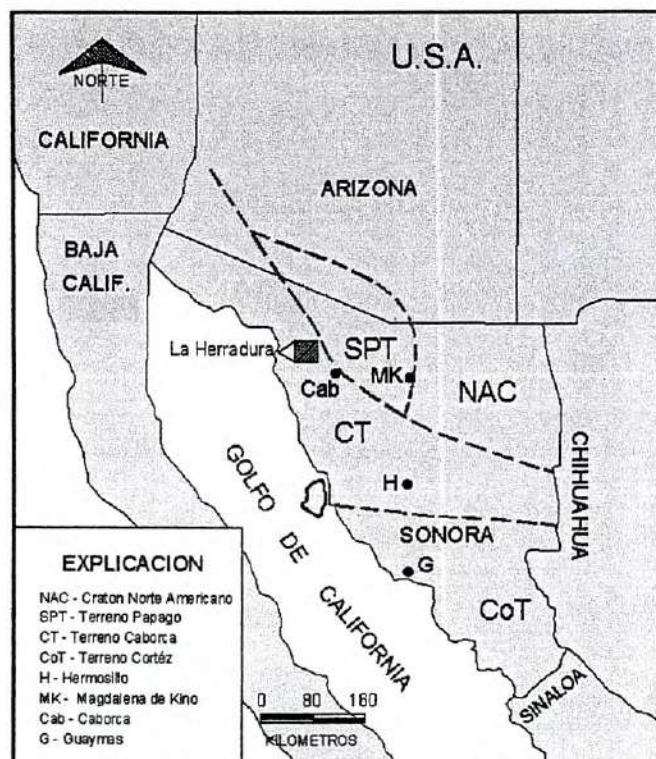 U.S.A.
NORTE
CALIFORNIA
ARIZONA
BAJA
CALIF.
La Herradura
SPT
Cab
MK
NAC
CT
CHIHUAHUA
H
GOLFO DE CALIFORNIA
SONORA
G
CoT
SINALOA
EXPLICACION
NAC - Craton Norte Americano
SPT - Terreno Papago
CT - Terreno Caborca
CoT - Terreno Cortéz
H - Hermosillo
MK - Magdalena de Kino
Cab - Caborca
G - Guaymas
0 80 160
KILOMETROS